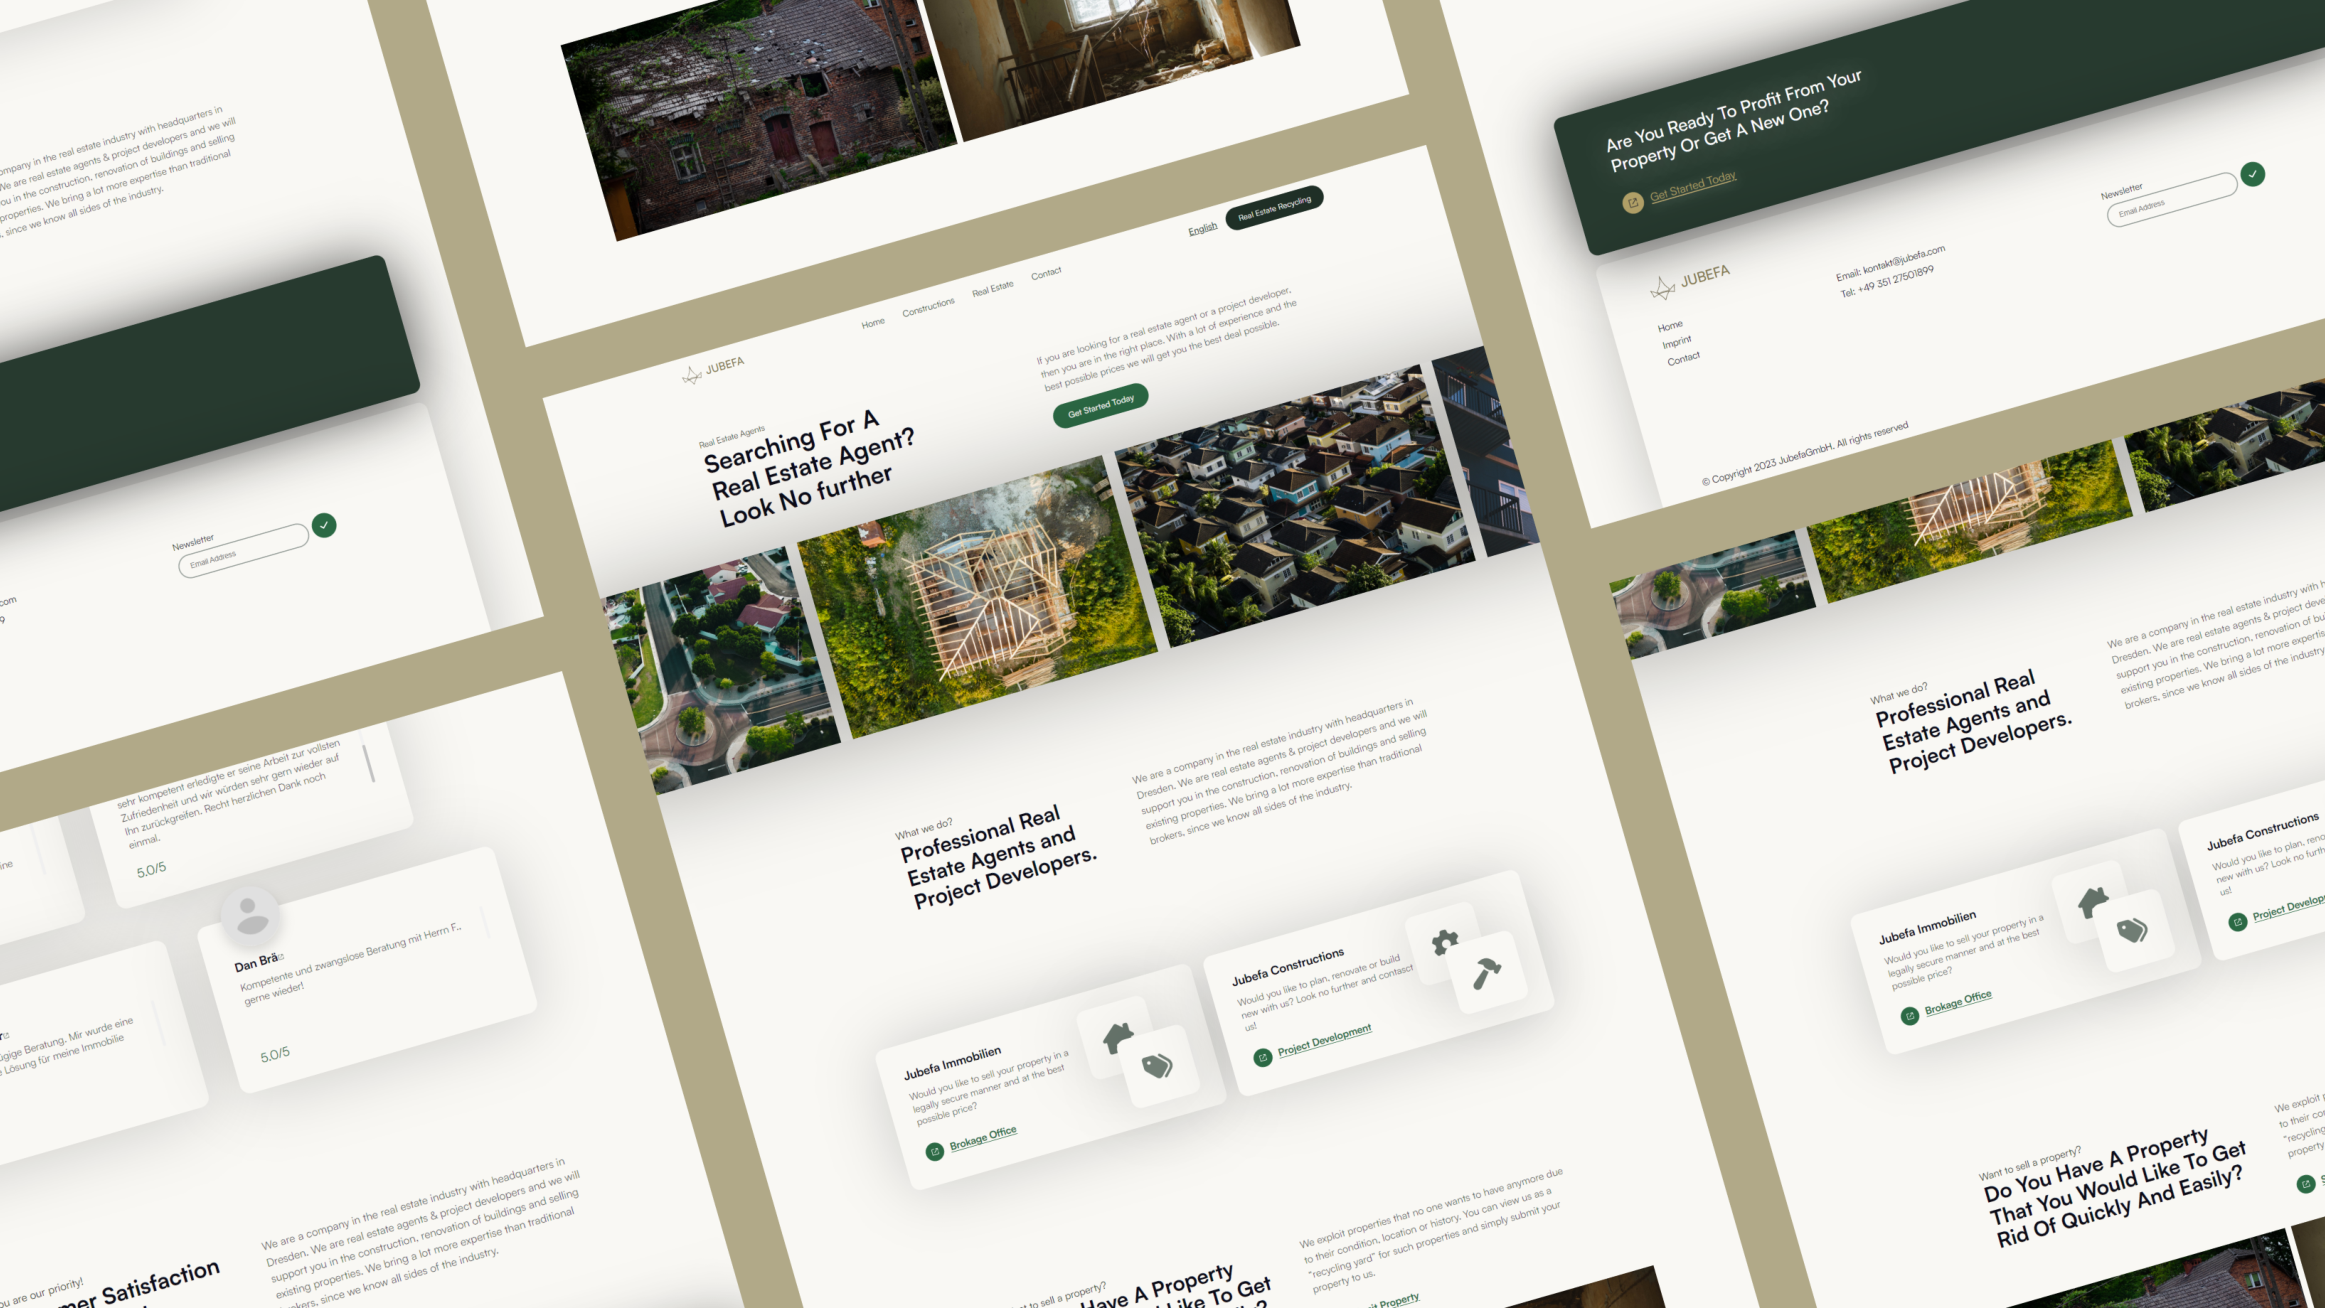 company in the real estate industry with headquarters in
We are real estate agents & project developers and we will
you in the construction, renovation of buildings and selling
properties. We bring a lot more expertise than traditional
since we know all sides of the industry.
Newsletter
Email Address
.com
sehr kompetent erledigte er seine Arbeit zur vollsten
Zufriedenheit und wir würden sehr gern wieder auf
Ihn zurückgreifen. Recht herzlichen Dank noch
einmal.
5.0/5
Dan Brä
Kompetente und zwangslose Beratung mit Herrn F..
gerne wieder!
5.0/5
Beratung. Mir wurde eine
Lösung für meine Immobilie
you are our priority!
Satisfaction
We are a company in the real estate industry with headquarters in
Dresden. We are real estate agents & project developers and we will
support you in the construction, renovation of buildings and selling
existing properties. We bring a lot more expertise than traditional
brokers, since we know all sides of the industry.
JUBEFA
Home
Constructions
Real Estate
Contact
English
Real Estate Recycling
Real Estate Agents
Searching For A
Real Estate Agent?
Look No further
If you are looking for a real estate agent or a project developer,
then you are in the right place. With a lot of experience and the
best possible prices we will get you the best deal possible.
Get Started Today
What we do?
Professional Real
Estate Agents and
Project Developers.
We are a company in the real estate industry with headquarters in
Dresden. We are real estate agents & project developers and we will
support you in the construction, renovation of buildings and selling
existing properties. We bring a lot more expertise than traditional
brokers, since we know all sides of the industry.
Jubefa Immobilien
Would you like to sell your property in a
legally secure manner and at the best
possible price?
Brokage Office
Jubefa Constructions
Would you like to plan, renovate or build
new with us? Look no further and contasct
us!
Project Development
to sell a property?
Have A Property
Like To Get
We exploit properties that no one wants to have anymore due
to their condition, location or history. You can view us as a
"recycling yard" for such properties and simply submit your
property to us.
Property
Are You Ready To Profit From Your
Property Or Get A New One?
Get Started Today
JUBEFA
Home
Imprint
Contact
Email: kontakt@jubefa.com
Tel: +49 351 27501899
Newsletter
Email Address
© Copyright 2023 JubefaGmbH, All rights reserved
What we do?
Professional Real
Estate Agents and
Project Developers.
We are a company in the real estate industry with
Dresden. We are real estate agents & project
support you in the construction, renovation of
existing properties. We bring a lot more
brokers, since we know all sides of the industry
Jubefa Immobilien
Would you like to sell your property in a
legally secure manner and at the best
possible price?
Brokage Office
Jubefa Constructions
Would you like to plan,
new with us? Look no
us!
Project
Want to sell a property?
Do You Have A Property
That You Would Like To Get
Rid Of Quickly And Easily?
We exploit
to their
"recycling
property